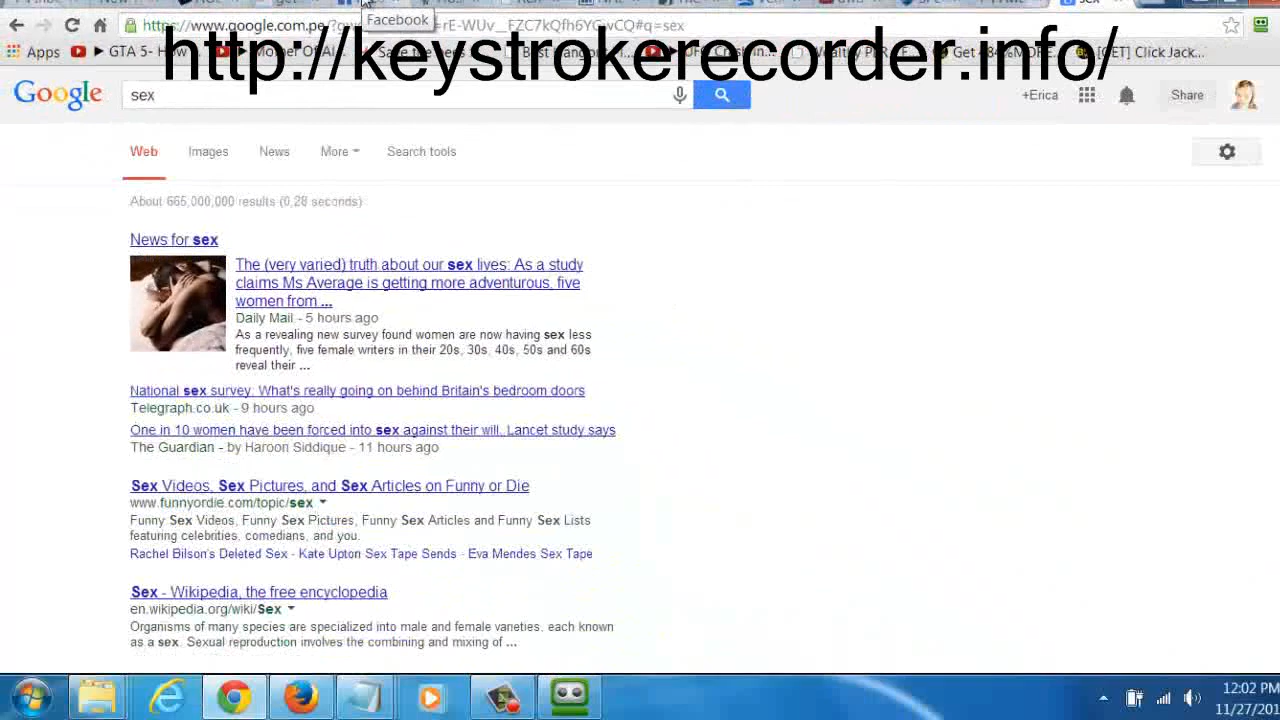 Facebook
https://www.google.com.pe
rE-WUv__EZC7kQfh6YGwCQ#q=sex
http://keystrokerecorder.info/
Apps
GTA 5-
Get
[GET] Click Jack...
Google
sex
+Erica
Share
Web
Images
News
More
Search tools
About 665,000,000 results (0,28 seconds)
News for sex
The (very varied) truth about our sex lives: As a study
claims Ms Average is getting more adventurous, five
women from ...
Daily Mail - 5 hours ago
As a revealing new survey found women are now having sex less
frequently, five female writers in their 20s, 30s, 40s, 50s and 60s
reveal their ...
National sex survey: What's really going on behind Britain's bedroom doors
Telegraph.co.uk - 9 hours ago
One in 10 women have been forced into sex against their will, Lancet study says
The Guardian - by Haroon Siddique - 11 hours ago
Sex Videos, Sex Pictures, and Sex Articles on Funny or Die
www.funnyordie.com/topic/sex
Funny Sex Videos, Funny Sex Pictures, Funny Sex Articles and Funny Sex Lists
featuring celebrities, comedians, and you.
Rachel Bilson's Deleted Sex - Kate Upton Sex Tape Sends - Eva Mendes Sex Tape
Sex - Wikipedia, the free encyclopedia
en.wikipedia.org/wiki/Sex
Organisms of many species are specialized into male and female varieties, each known
as a sex. Sexual reproduction involves the combining and mixing of ...
12:02 PM
11/27/201